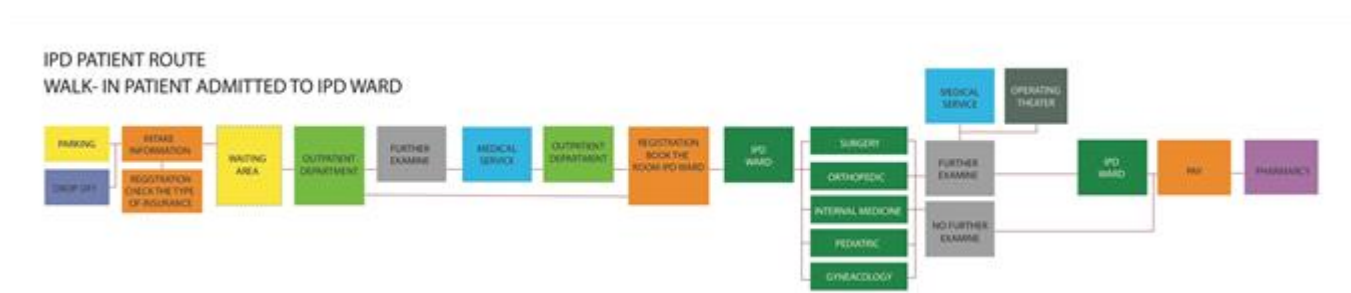 IPD PATIENT ROUTE
WALK- IN PATIENT ADMITTED TO IPD WARD
PARKING
DROP OFF
INTAKE
INFORMATION
REGISTRATION
CHECK THE TYPE
OF INSURANCE
WAITING
AREA
OUTPATIENT
DEPARTMENT
FURTHER
EXAMINE
MEDICAL
SERVICE
OUTPATIENT
DEPARTMENT
REGISTRATION
BOOK THE
ROOM IPD WARD
IPD
WARD
SURGERY
ORTHOPEDIC
INTERNAL MEDICINE
PEDIATRIC
GYNEACOLOGY
MEDICAL
SERVICE
OPERATING
THEATER
FURTHER
EXAMINE
NO FURTHER
EXAMINE
IPD
WARD
PAY
PHARMARCY